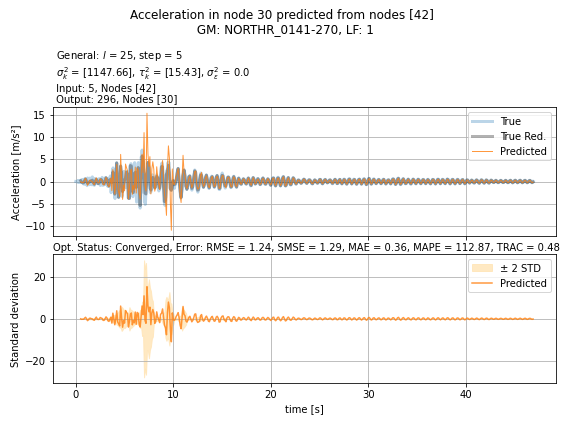 Acceleration in node 30 predicted from nodes [42]
GM: NORTHR_0141-270, LF: 1
General: l = 25, step = 5
σ²ₖ = [1147.66], τ²ₖ = [15.43], σ²ε = 0.0
Input: 5, Nodes [42]
Output: 296, Nodes [30]
Acceleration [m/s²]
15
10
5
0
−5
−10
True
True Red.
Predicted
Opt. Status: Converged, Error: RMSE = 1.24, SMSE = 1.29, MAE = 0.36, MAPE = 112.87, TRAC = 0.48
Standard deviation
20
0
−20
± 2 STD
Predicted
0
10
20
30
40
time [s]